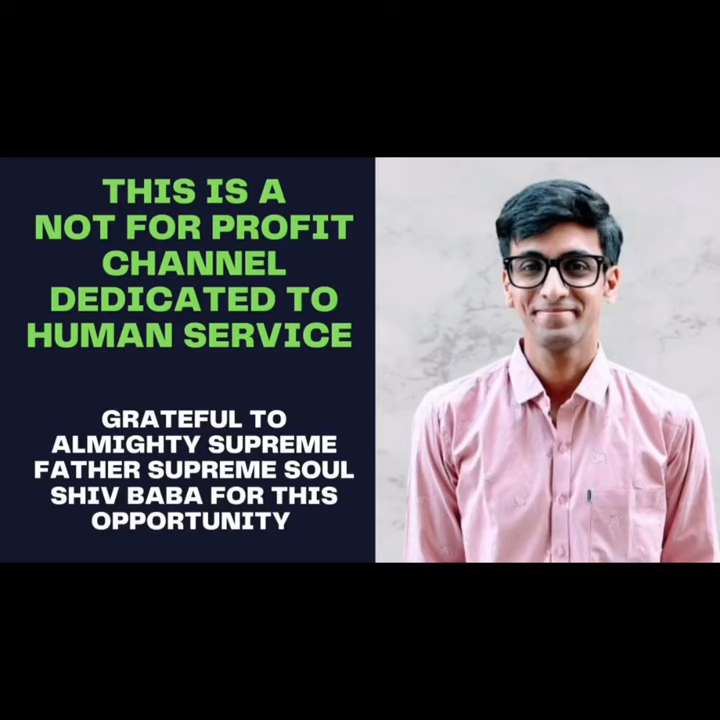 THIS IS A
NOT FOR PROFIT
CHANNEL
DEDICATED TO
HUMAN SERVICE
GRATEFUL TO
ALMIGHTY SUPREME
FATHER SUPREME SOUL
SHIV BABA FOR THIS
OPPORTUNITY